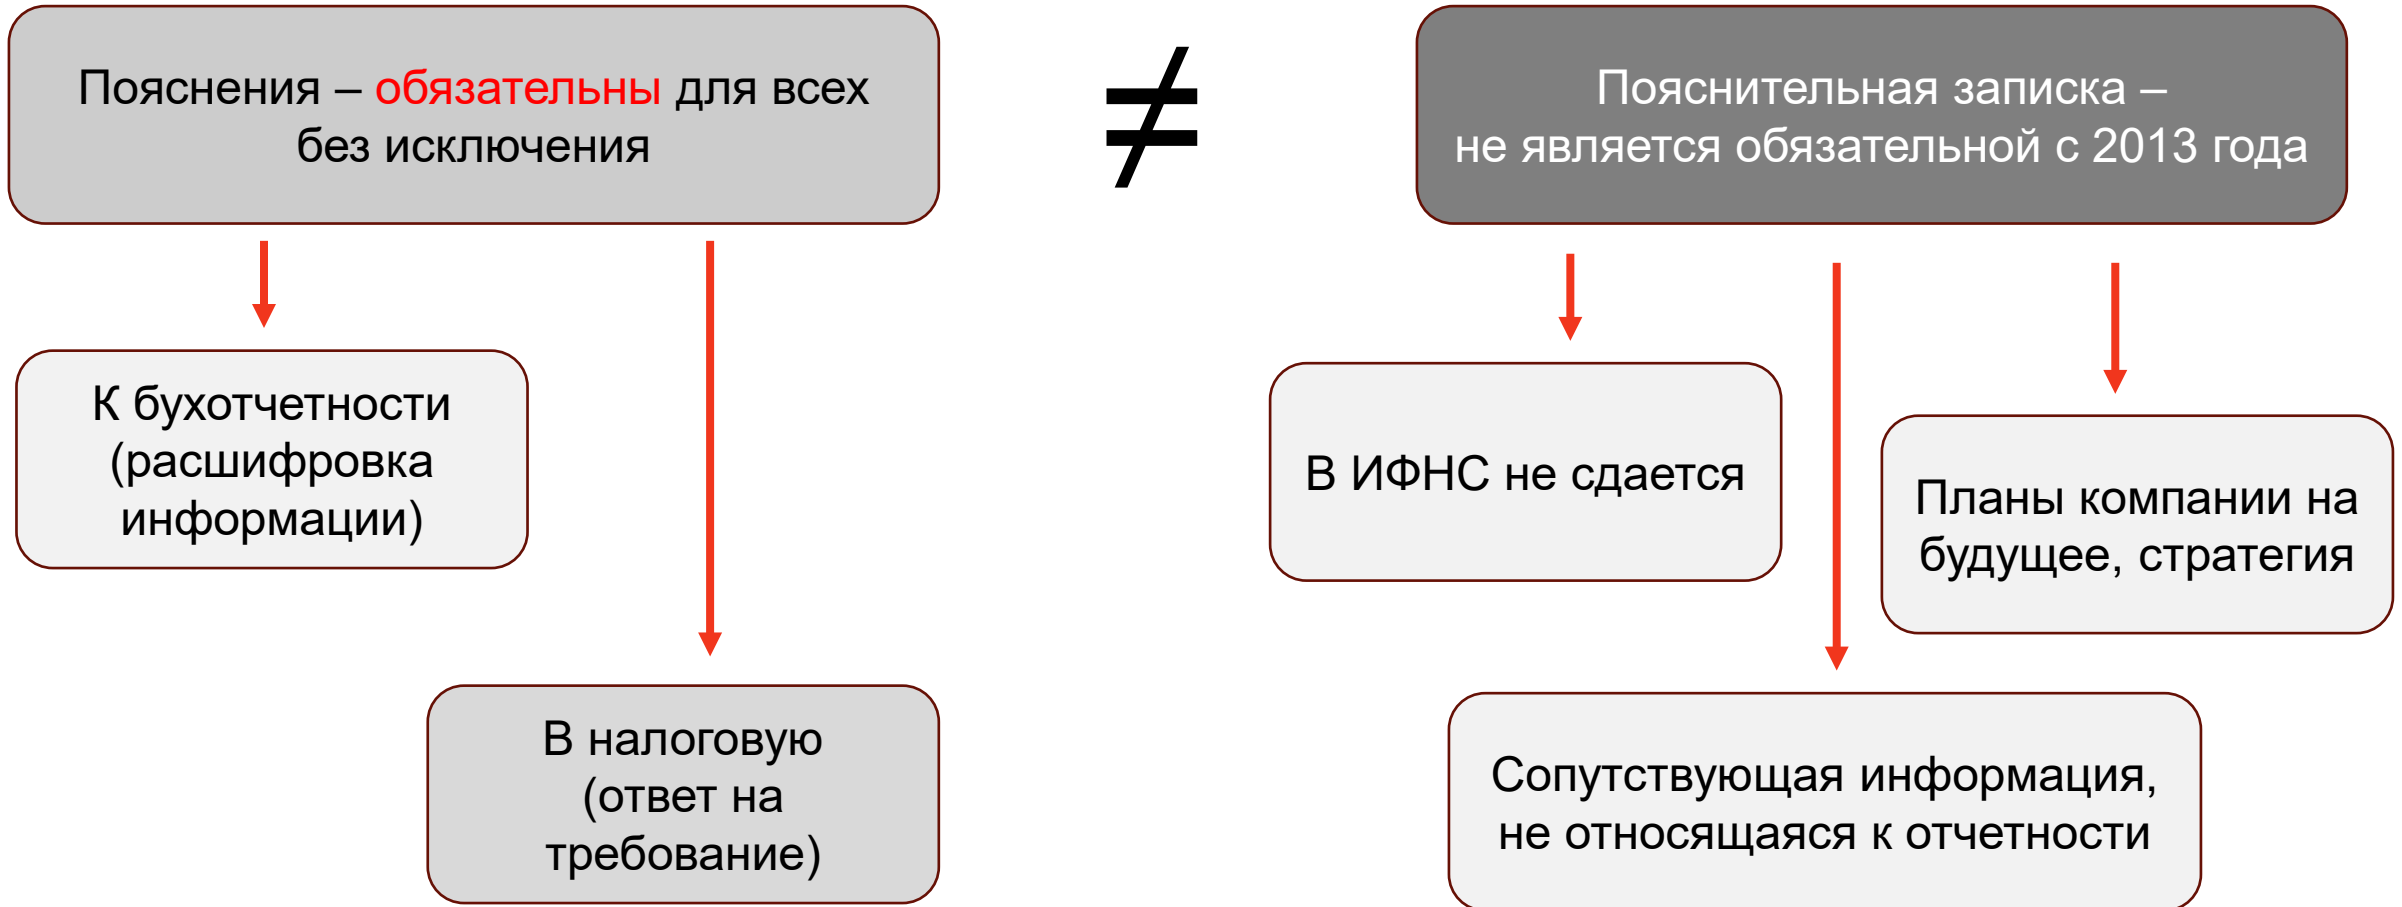 Пояснения – обязательны для всех
без исключения
≠
Пояснительная записка –
не является обязательной с 2013 года
К бухотчетности
(расшифровка
информации)
В налоговую
(ответ на
требование)
В ИФНС не сдается
Сопутствующая информация,
не относящаяся к отчетности
Планы компании на
будущее, стратегия